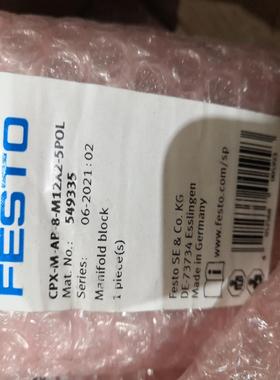 FESTO
CPX-M-AB-8-M12X2-5POL
Mat. No.: 549335
Series: 06-2021:02
Manifold block
1 piece(s)
Festo SE & Co. KG
DE-73734 Esslingen
Made in Germany
www.festo.com/sp